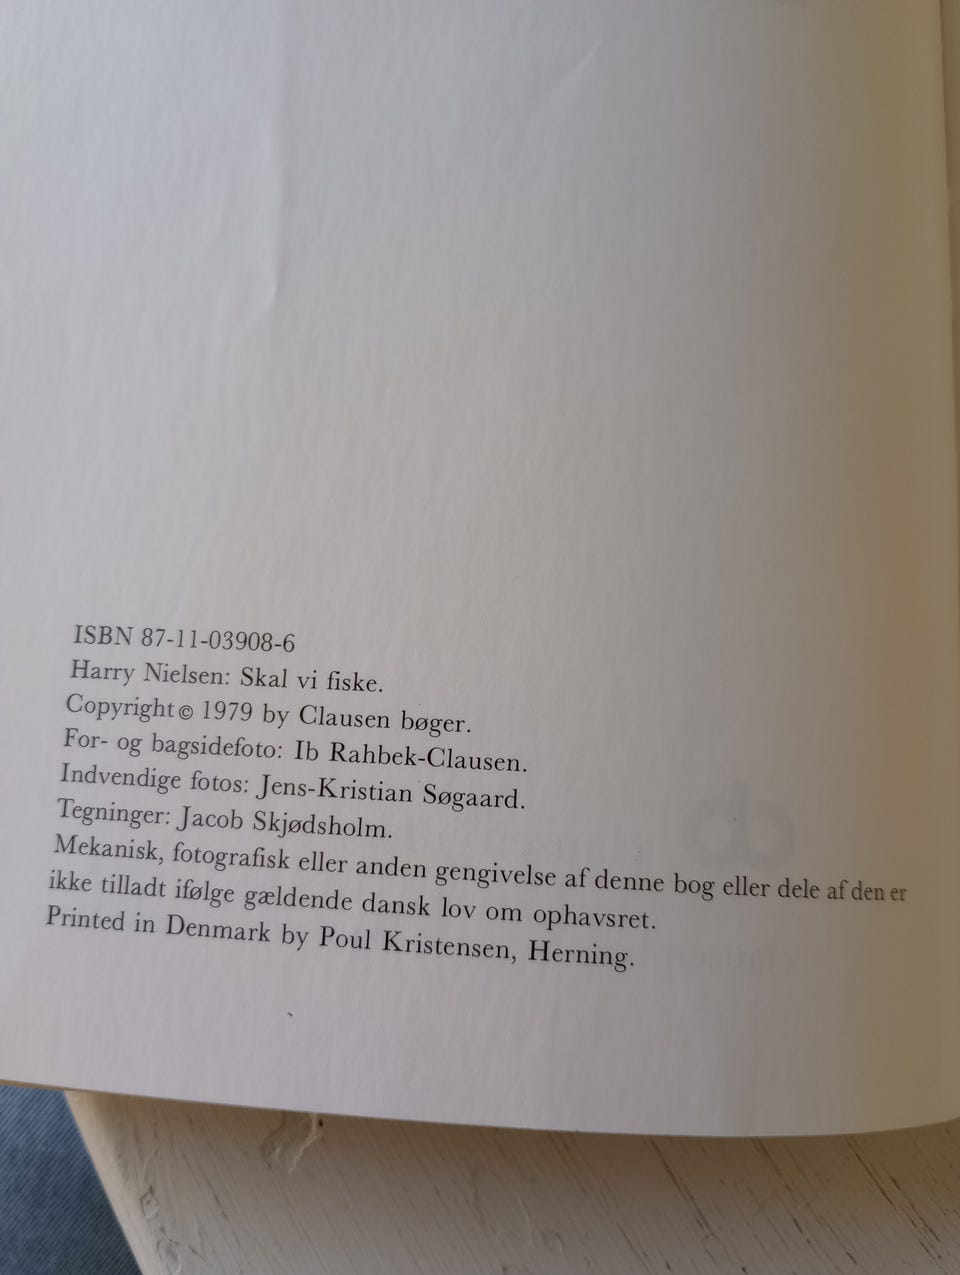 ISBN 87-11-03908-6
Harry Nielsen: Skal vi fiske.
Copyright © 1979 by Clausen bøger.
For- og bagsidefoto: Ib Rahbek-Clausen.
Indvendige fotos: Jens-Kristian Søgaard.
Tegninger: Jacob Skjødsholm.
Mekanisk, fotografisk eller anden gengivelse af denne bog eller dele af den er
ikke tilladt ifølge gældende dansk lov om ophavsret.
Printed in Denmark by Poul Kristensen, Herning.